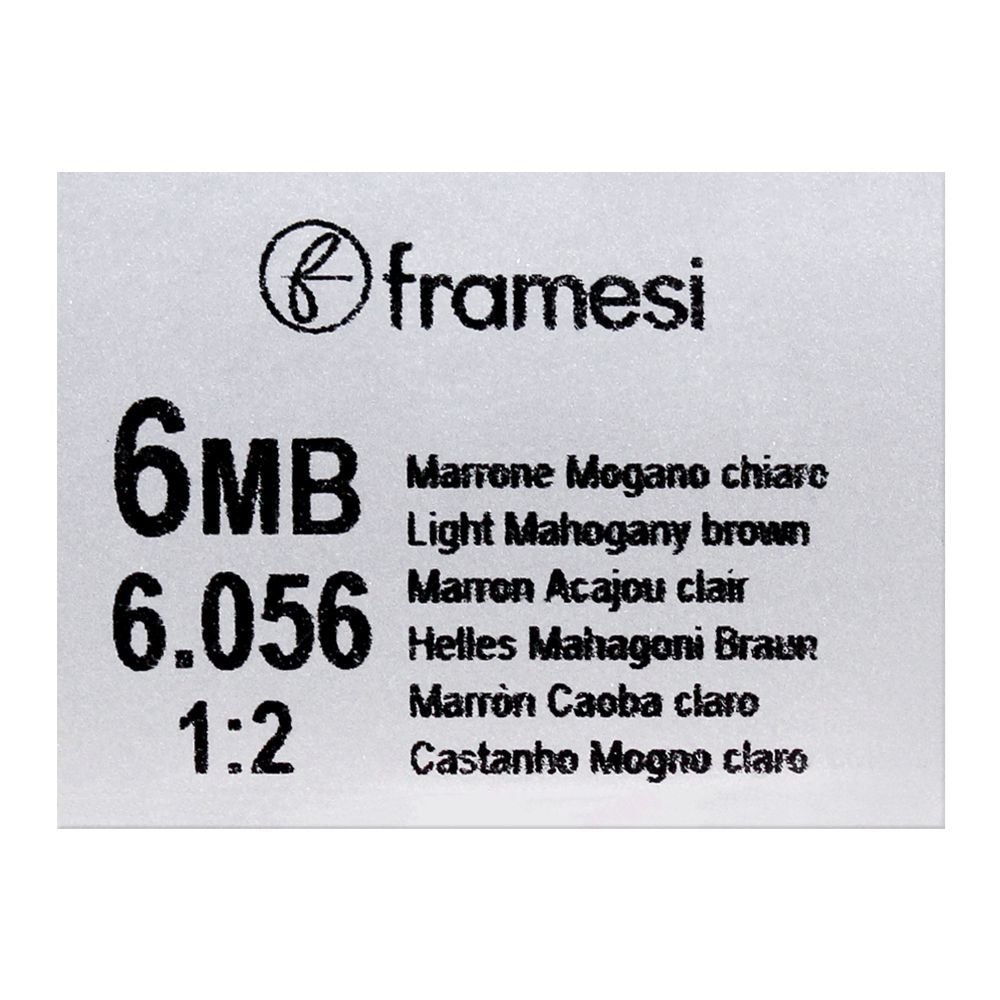 framesi
6MB
6.056
1:2
Marrone Mogano chiaro
Light Mahogany brown
Marron Acajou clair
Helles Mahagoni Braun
Marròn Caoba claro
Castanho Mogno claro